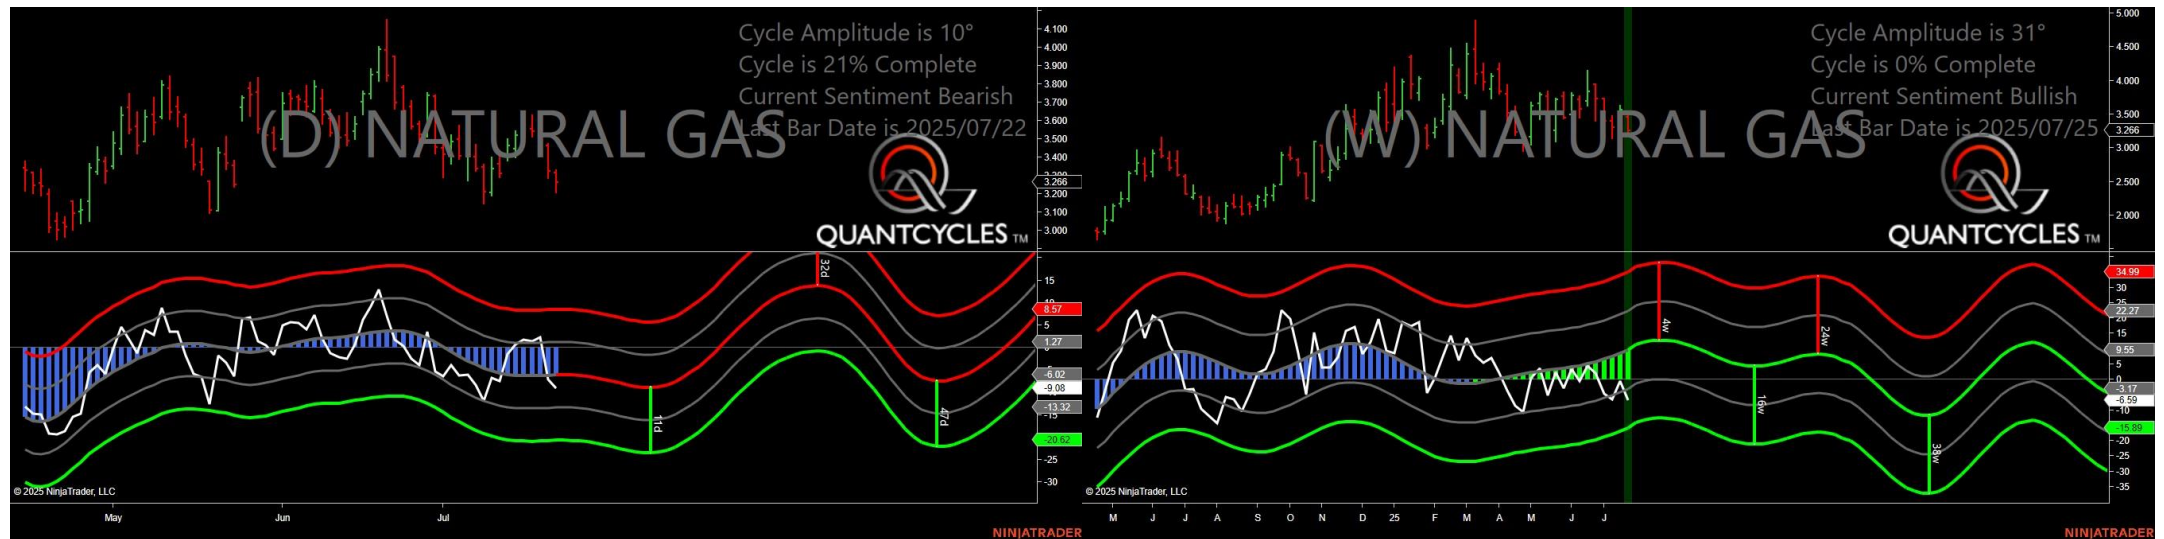 Cycle Amplitude is 10°
Cycle is 21% Complete
Current Sentiment Bearish
Last Bar Date is 2025/07/22
(D) NATURAL GAS
QUANTCYCLES TM
4.100
4.000
3.900
3.800
3.700
3.600
3.500
3.400
3.266
3.200
3.100
3.000
15
8.57
5
1.27
-6.02
-9.08
-13.32
-20.62
-25
-30
32d
11d
47d
© 2025 NinjaTrader, LLC
May Jun Jul
NINJATRADER
Cycle Amplitude is 31°
Cycle is 0% Complete
Current Sentiment Bullish
Last Bar Date is 2025/07/25
(W) NATURAL GAS
QUANTCYCLES TM
5.000
4.500
4.000
3.500
3.266
3.000
2.500
2.000
34.99
30
25
22.27
20
15
9.55
5
0
-3.17
-6.59
-10
-15.89
-20
-25
-30
-35
4w
16w
24w
38w
© 2025 NinjaTrader, LLC
M J J A S O N D 25 F M A M J J
NINJATRADER